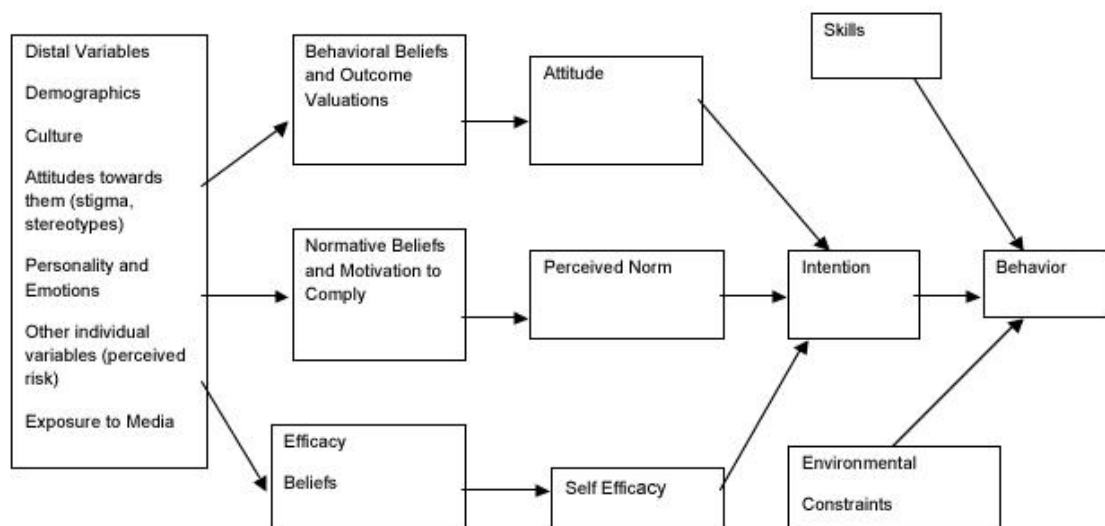 Distal Variables
Demographics
Culture
Attitudes towards
them (stigma,
stereotypes)
Personality and
Emotions
Other individual
variables (perceived
risk)
Exposure to Media
Behavioral Beliefs
and Outcome
Valuations
Normative Beliefs
and Motivation to
Comply
Efficacy
Beliefs
Attitude
Perceived Norm
Self Efficacy
Intention
Skills
Behavior
Environmental
Constraints